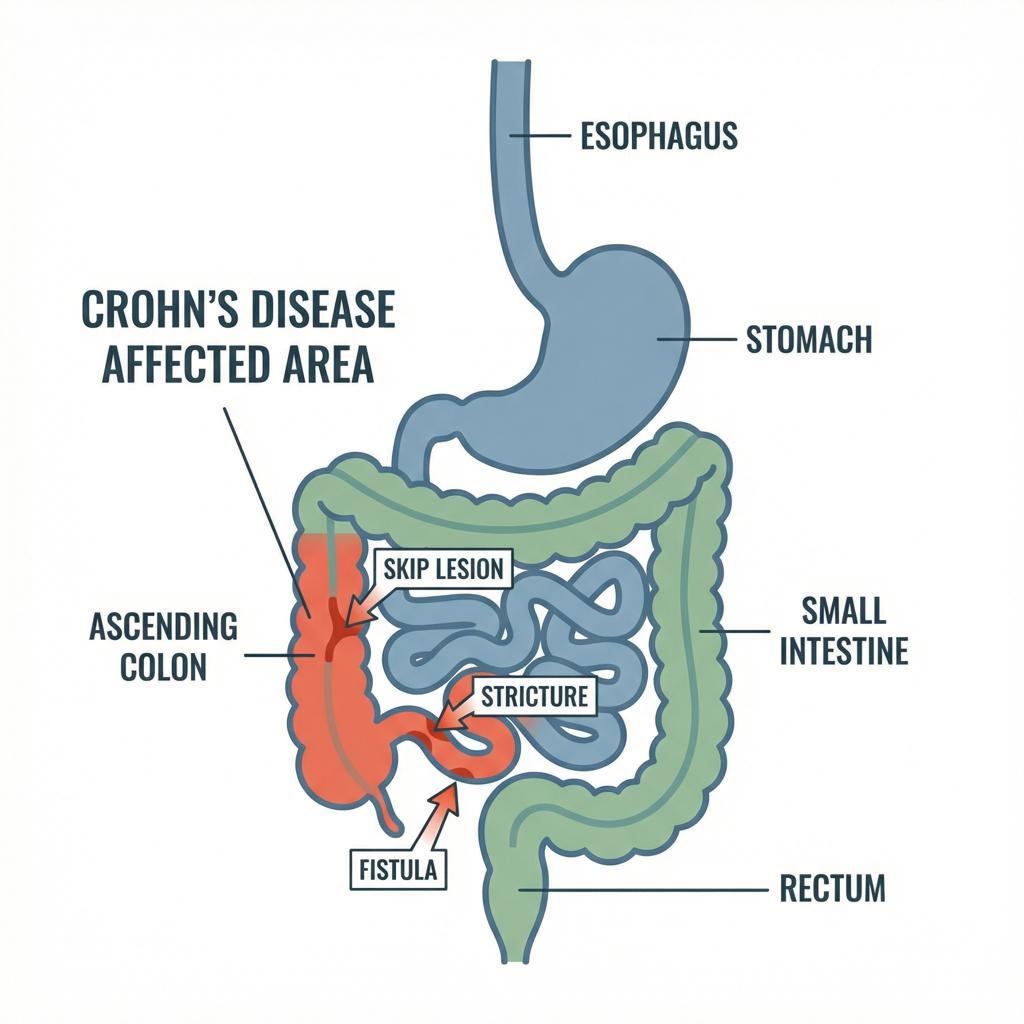 ESOPHAGUS
CROHN'S DISEASE
AFFECTED AREA
STOMACH
SKIP LESION
ASCENDING
COLON
SMALL
INTESTINE
STRICTURE
FISTULA
RECTUM